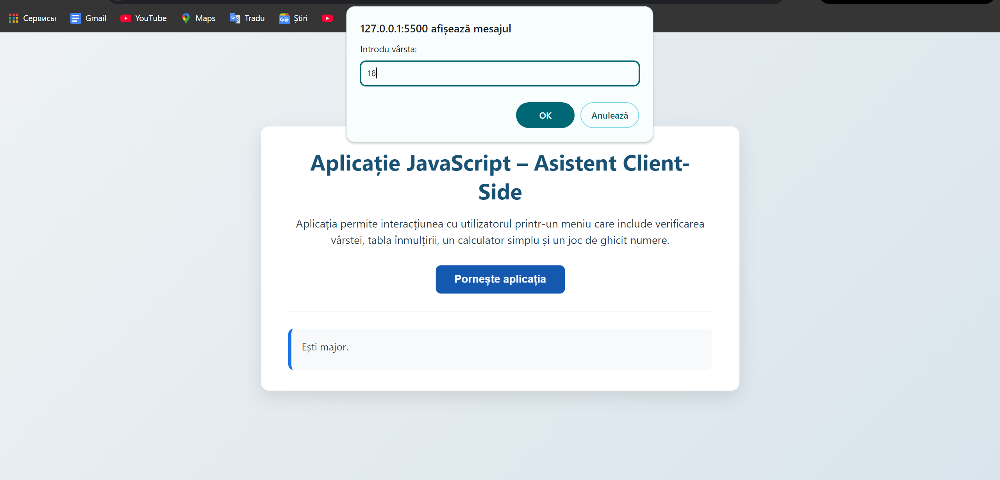 Сервисы Gmail YouTube Maps Tradu Știri
127.0.0.1:5500 afișează mesajul
Introdu vârsta:
18
OK Anulează
Aplicație JavaScript – Asistent Client-
Side
Aplicația permite interacțiunea cu utilizatorul printr-un meniu care include verificarea
vârstei, tabla înmulțirii, un calculator simplu și un joc de ghicit numere.
Pornește aplicația
Ești major.